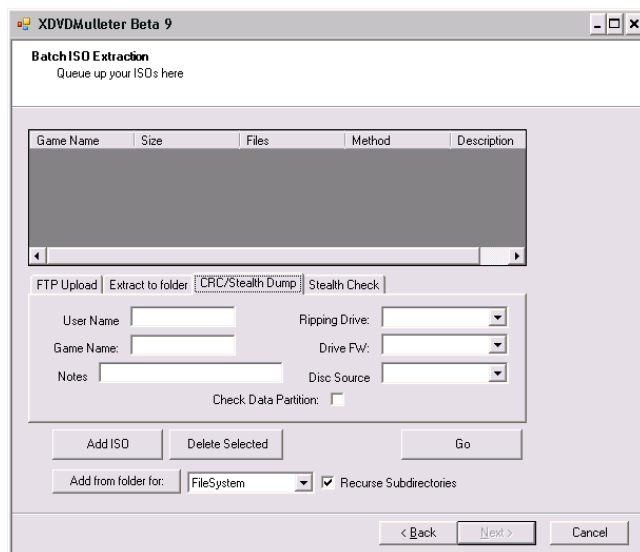 XDVDMulleter Beta 9
Batch ISO Extraction
Queue up your ISOs here
Game Name Size Files Method Description
FTP Upload Extract to folder CRC/Stealth Dump Stealth Check
User Name Ripping Drive:
Game Name: Drive FW:
Notes Disc Source
Check Data Partition:
Add ISO Delete Selected Go
Add from folder for: FileSystem Recurse Subdirectories
< Back Next > Cancel